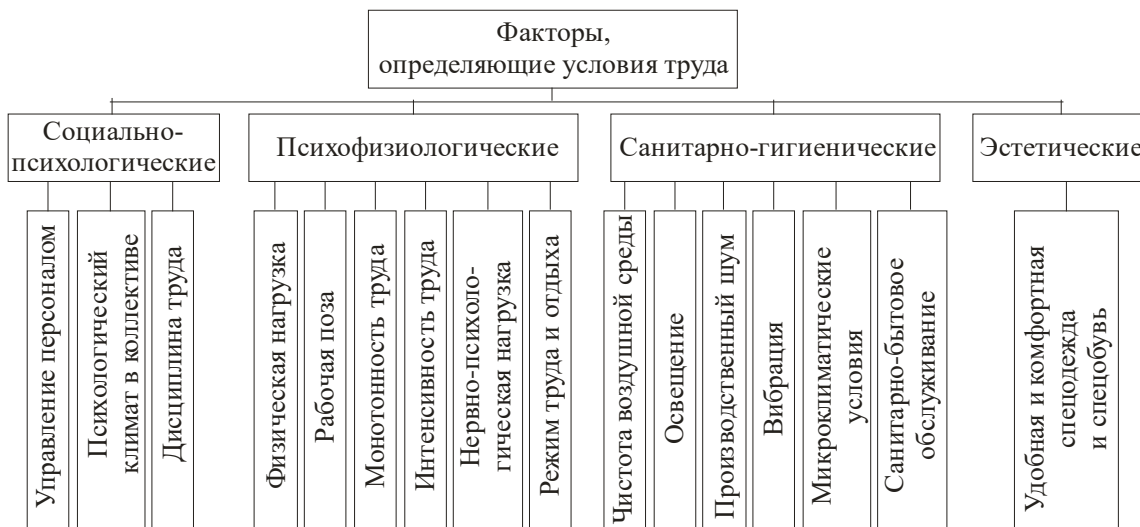 Факторы,
определяющие условия труда
Социально-
психологические
Психофизиологические
Санитарно-гигиенические
Эстетические
Управление персоналом
Психологический
климат в коллективе
Дисциплина труда
Физическая нагрузка
Рабочая поза
Монотонность труда
Интенсивность труда
Нервно-психоло-
гическая нагрузка
Режим труда и отдыха
Чистота воздушной среды
Освещение
Производственный шум
Вибрация
Микроклиматические
условия
Санитарно-бытовое
обслуживание
Удобная и комфортная
спецодежда
и спецобувь